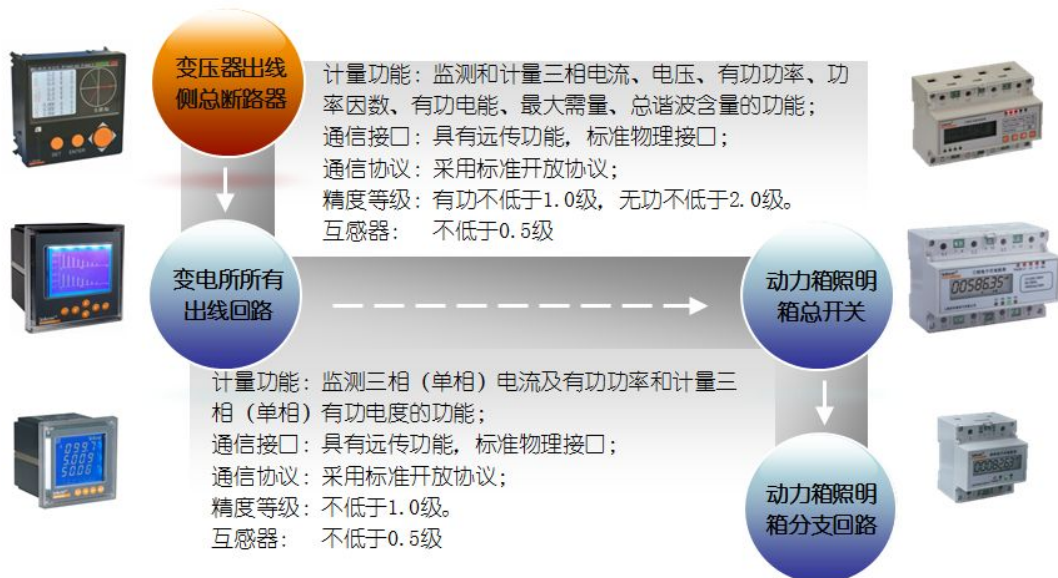 变压器出线
侧总断路器
计量功能: 监测和计量三相电流、电压、有功功率、功
率因数、有功电能、最大需量、总谐波含量的功能;
通信接口: 具有远传功能, 标准物理接口;
通信协议: 采用标准开放协议;
精度等级: 有功不低于1.0级, 无功不低于2.0级。
互感器: 不低于0.5级
变电所所有
出线回路
动力箱照明
箱总开关
00586.35
计量功能: 监测三相 (单相) 电流及有功功率和计量三
相 (单相) 有功电度的功能;
通信接口: 具有远传功能, 标准物理接口;
通信协议: 采用标准开放协议;
精度等级: 不低于1.0级。
互感器: 不低于0.5级
动力箱照明
箱分支回路
SET ENTER